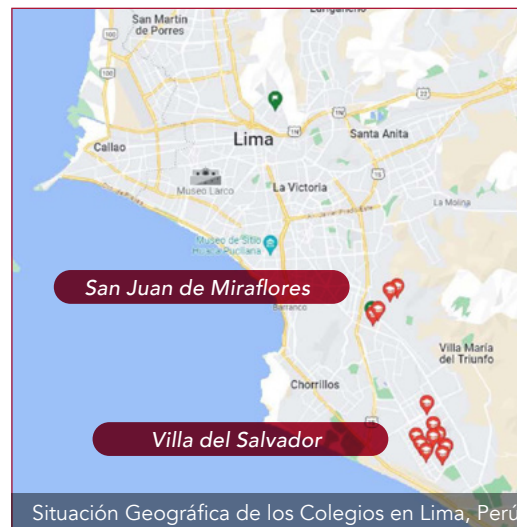 San Martín
de Porres
Lima
Santa Anita
Callao
Museo Larco
La Victoria
La Molina
Museo de Sitio
Huaca Pucllana
San Juan de Miraflores
Barranco
Villa María
del Triunfo
Chorrillos
Villa del Salvador
Situación Geográfica de los Colegios en Lima, Perú